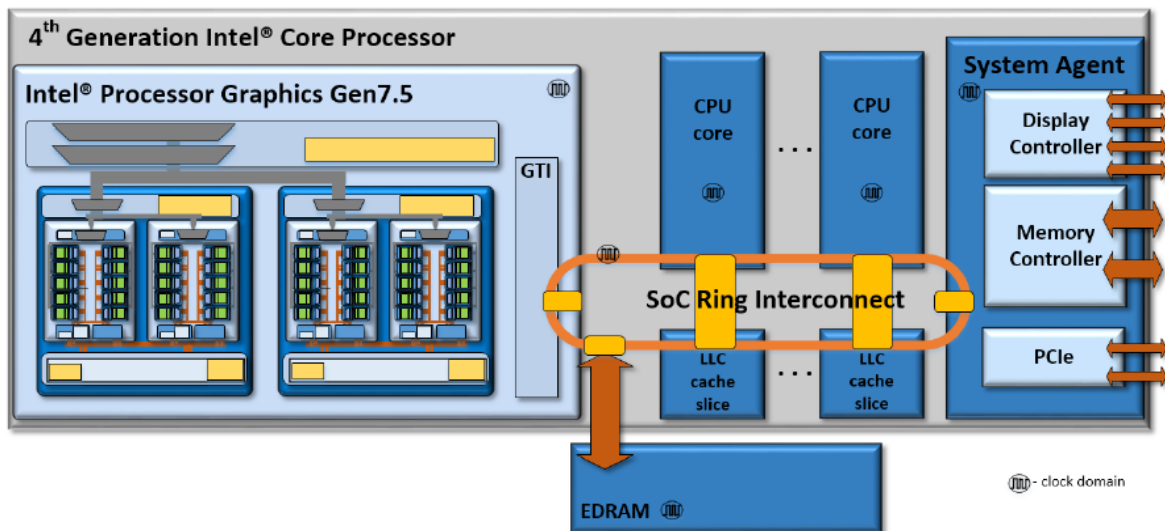 4th Generation Intel® Core Processor
Intel® Processor Graphics Gen7.5
GTI
CPU
core
. . .
CPU
core
System Agent
Display
Controller
Memory
Controller
PCIe
SoC Ring Interconnect
LLC
cache
slice
. . .
LLC
cache
slice
EDRAM
- clock domain